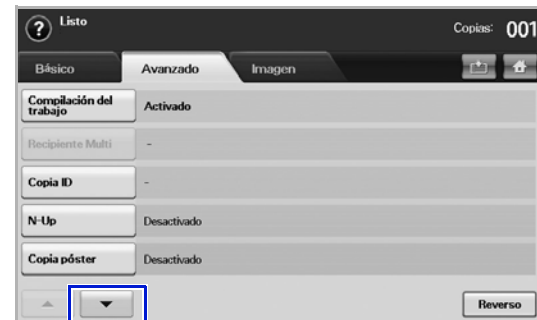 Listo
Copias: 001
Básico Avanzado Imagen
Compilación del
trabajo
Activado
Recipiente Multi -
Copia ID -
N-Up Desactivado
Copia póster Desactivado
Reverso